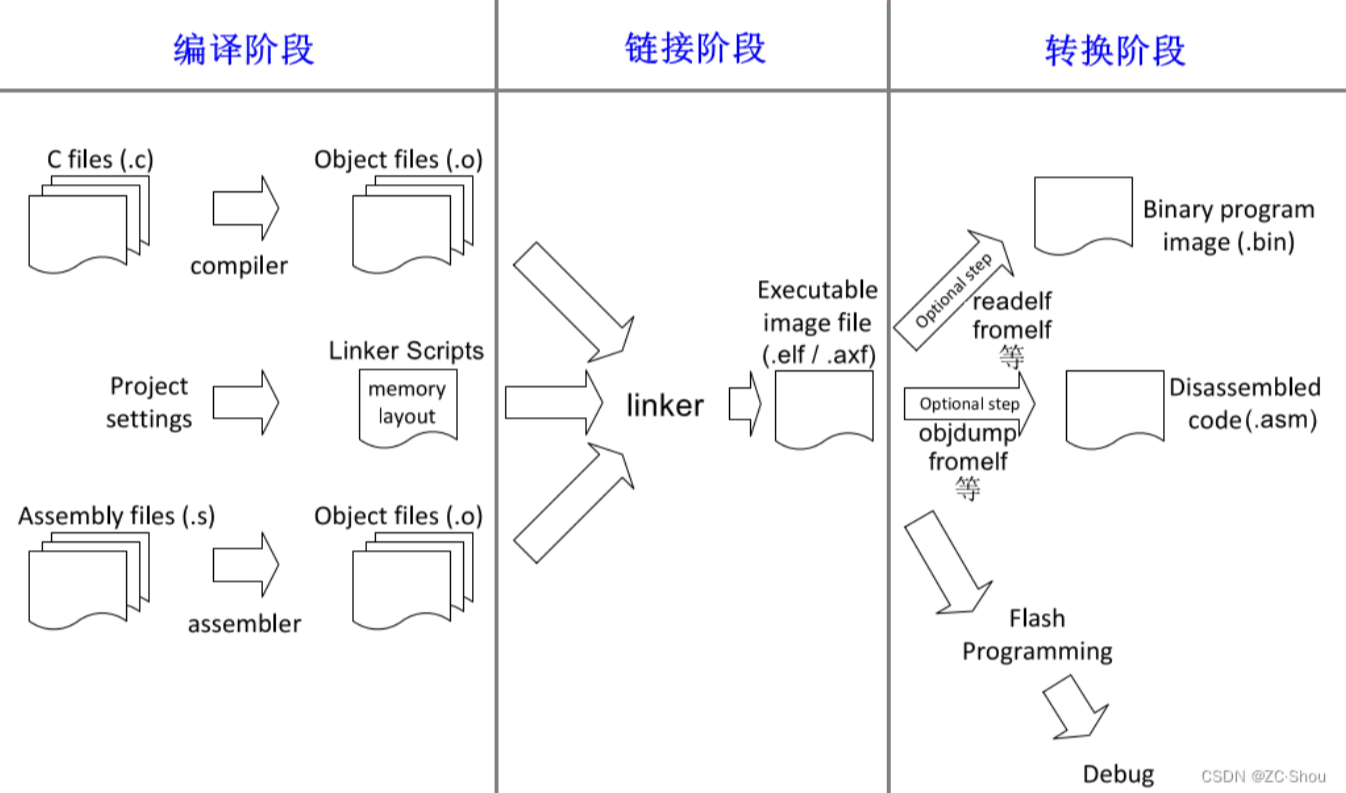 编译阶段
链接阶段
转换阶段
C files (.c)
Object files (.o)
compiler
Project
settings
Linker Scripts
memory
layout
Assembly files (.s)
Object files (.o)
assembler
linker
Executable
image file
(.elf / .axf)
Optional step
readelf
fromelf
等
Binary program
image (.bin)
Optional step
objdump
fromelf
等
Disassembled
code(.asm)
Flash
Programming
Debug
CSDN @ZC·Shou